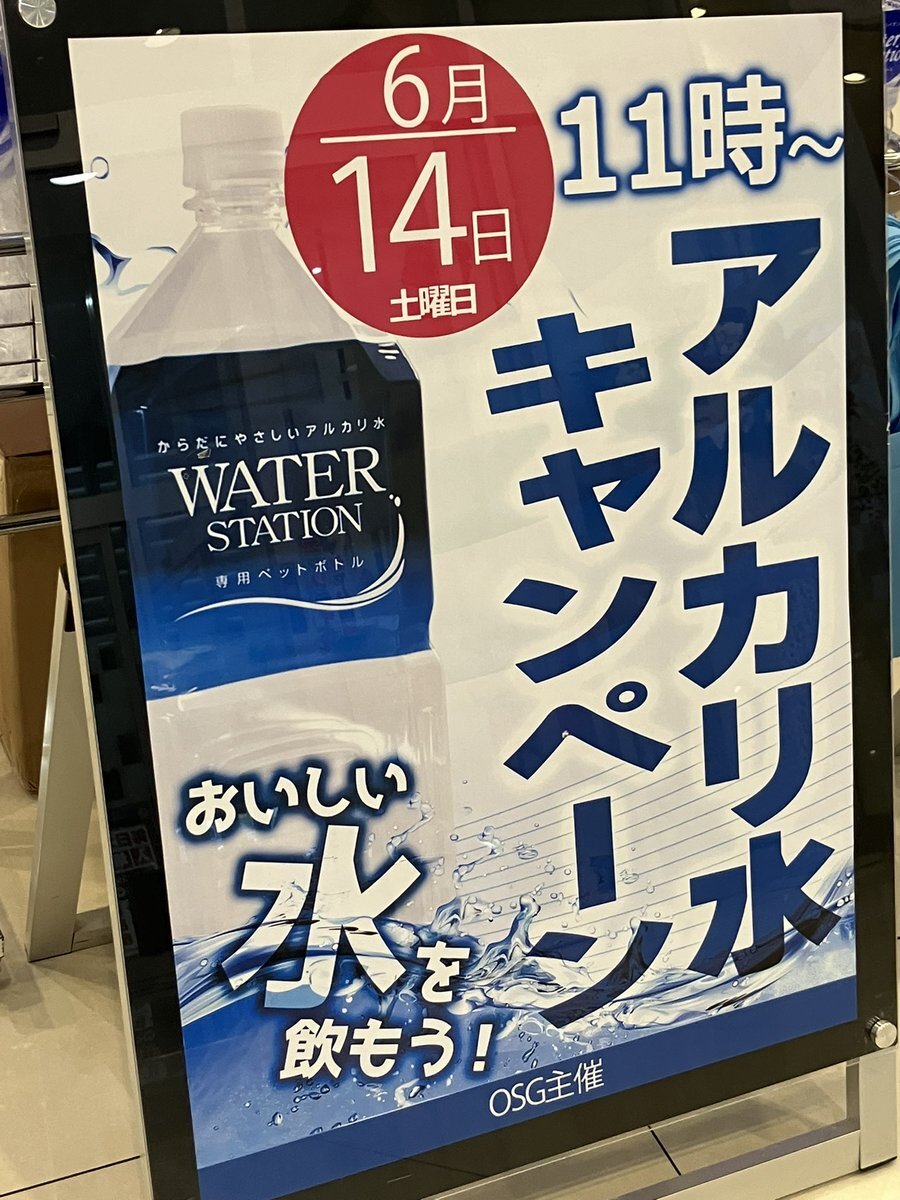 6月
14日
土曜日
11時～
アルカリ水
キャンペーン
からだにやさしいアルカリ水
WATER
STATION
専用ペットボトル
おいしい
水を
飲もう!
OSG主催